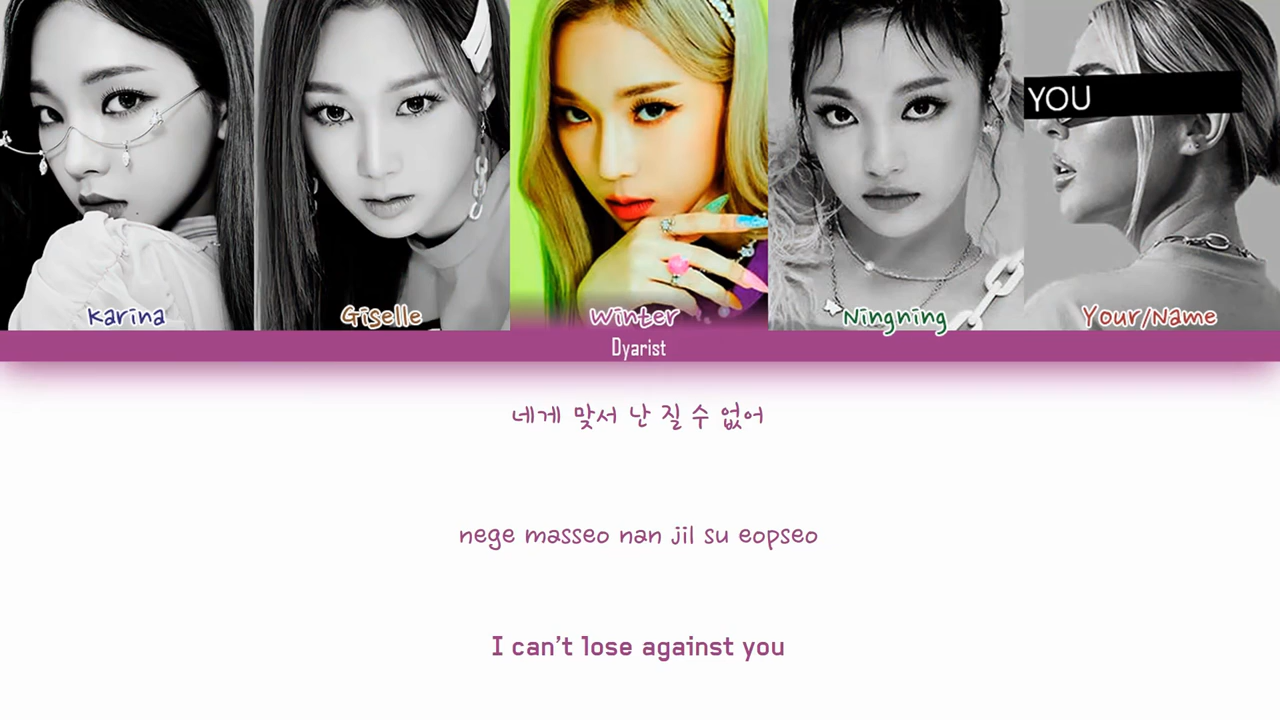 YOU
Karina
Giselle
Winter
Ningning
Your/Name
Dyarist
네게 맞서 난 질 수 없어
nege masseo nan jil su eopseo
I can't lose against you